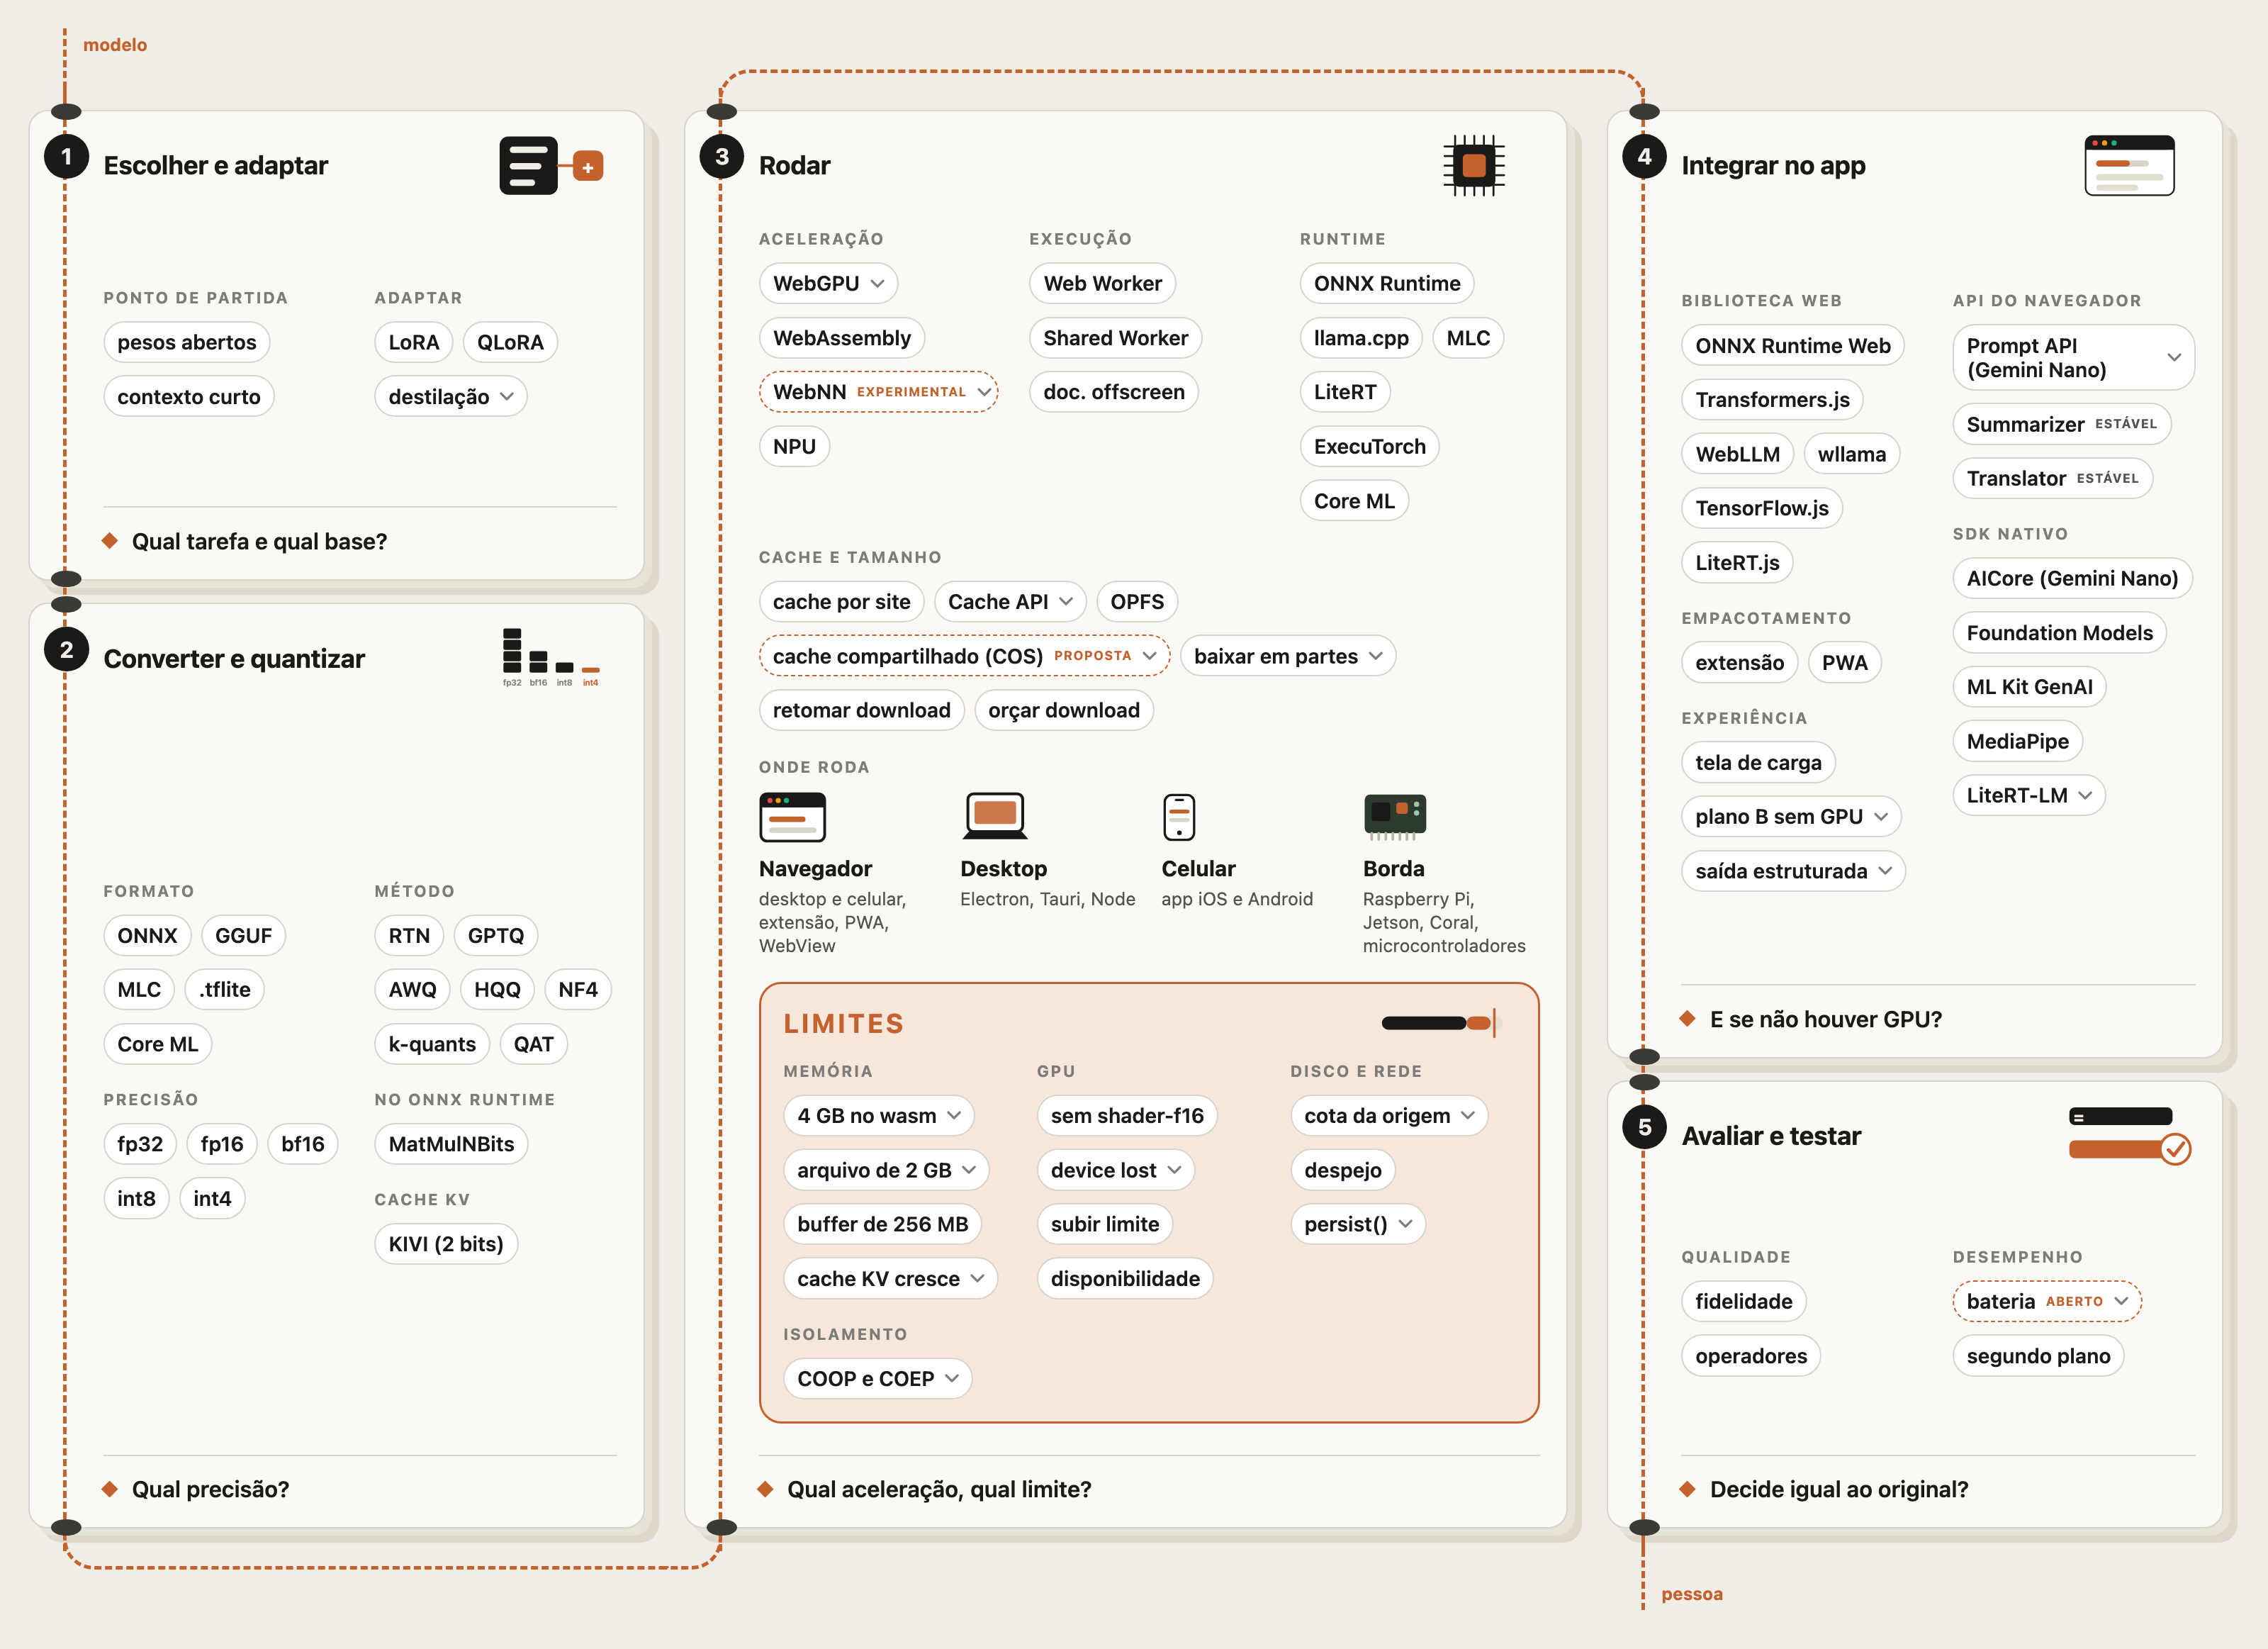 modelo
1
Escolher e adaptar
+
PONTO DE PARTIDA
pesos abertos
contexto curto
ADAPTAR
LoRA
QLoRA
destilação
Qual tarefa e qual base?
2
Converter e quantizar
fp32
bf16
int8
int4
FORMATO
ONNX
GGUF
MLC
.tflite
Core ML
PRECISÃO
fp32
fp16
bf16
int8
int4
MÉTODO
RTN
GPTQ
AWQ
HQQ
NF4
k-quants
QAT
NO ONNX RUNTIME
MatMulNBits
CACHE KV
KIVI (2 bits)
Qual precisão?
3
Rodar
ACELERAÇÃO
WebGPU
WebAssembly
WebNN EXPERIMENTAL
NPU
EXECUÇÃO
Web Worker
Shared Worker
doc. offscreen
RUNTIME
ONNX Runtime
llama.cpp
MLC
LiteRT
ExecuTorch
Core ML
CACHE E TAMANHO
cache por site
Cache API
OPFS
cache compartilhado (COS) PROPOSTA
baixar em partes
retomar download
orçar download
ONDE RODA
Navegador
desktop e celular,
extensão, PWA,
WebView
Desktop
Electron, Tauri, Node
Celular
app iOS e Android
Borda
Raspberry Pi,
Jetson, Coral,
microcontroladores
LIMITES
MEMÓRIA
4 GB no wasm
arquivo de 2 GB
buffer de 256 MB
cache KV cresce
GPU
sem shader-f16
device lost
subir limite
disponibilidade
DISCO E REDE
cota da origem
despejo
persist()
ISOLAMENTO
COOP e COEP
Qual aceleração, qual limite?
4
Integrar no app
BIBLIOTECA WEB
ONNX Runtime Web
Transformers.js
WebLLM
wllama
TensorFlow.js
LiteRT.js
EMPACOTAMENTO
extensão
PWA
EXPERIÊNCIA
tela de carga
plano B sem GPU
saída estruturada
API DO NAVEGADOR
Prompt API
(Gemini Nano)
Summarizer ESTÁVEL
Translator ESTÁVEL
SDK NATIVO
AICore (Gemini Nano)
Foundation Models
ML Kit GenAI
MediaPipe
LiteRT-LM
E se não houver GPU?
5
Avaliar e testar
=
QUALIDADE
fidelidade
operadores
DESEMPENHO
bateria ABERTO
segundo plano
Decide igual ao original?
pessoa